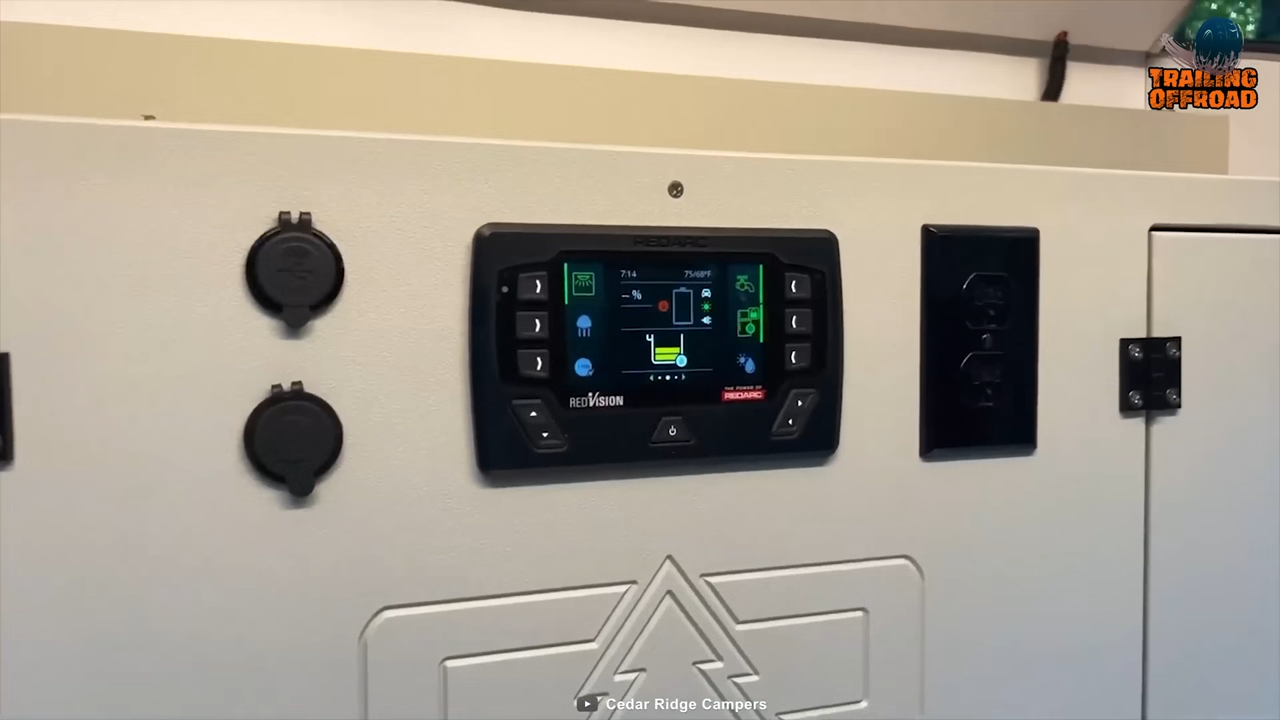 TRAILING
OFFROAD
REDARC
7:14 75/68°F
--%
REDVISION
THE POWER OF
REDARC
Cedar Ridge Campers